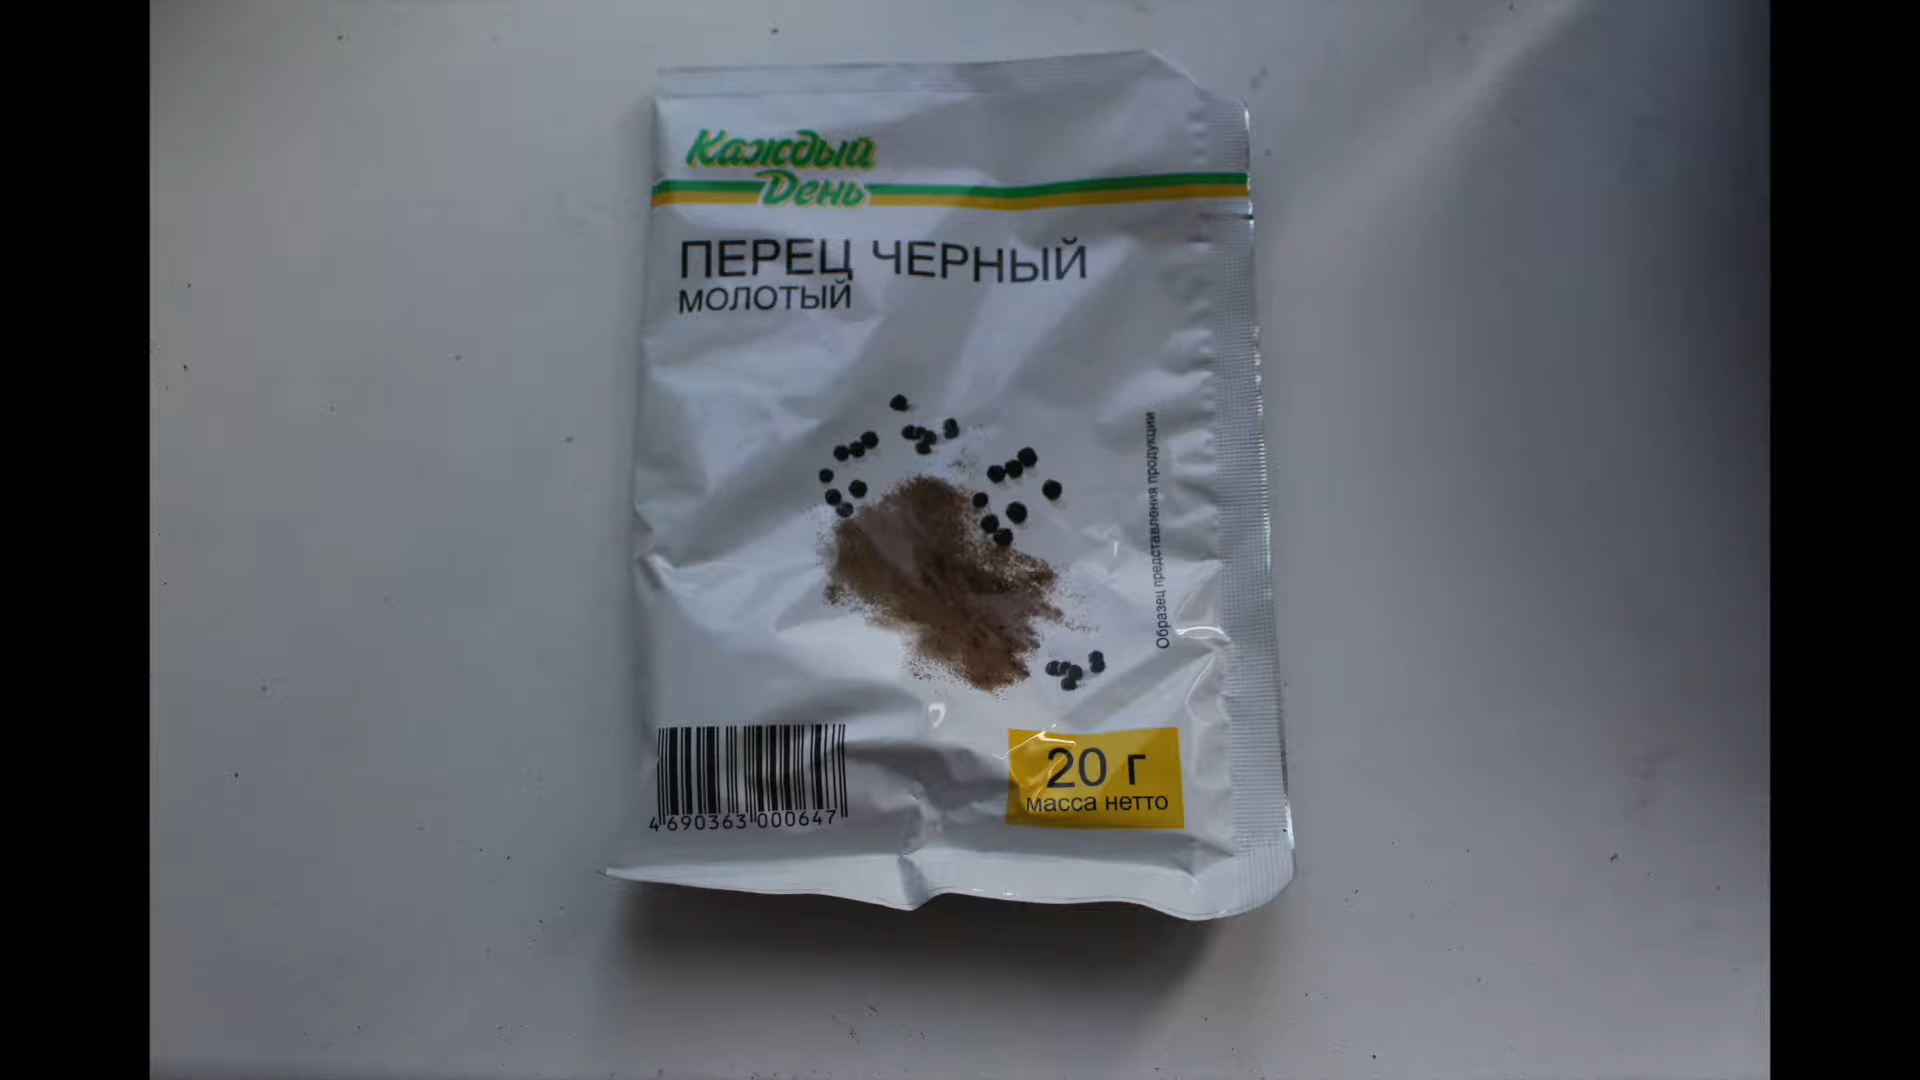 Каждый
День
ПЕРЕЦ ЧЕРНЫЙ
МОЛОТЫЙ
Образец представления продукции
20 г
масса нетто
4 690363 000647